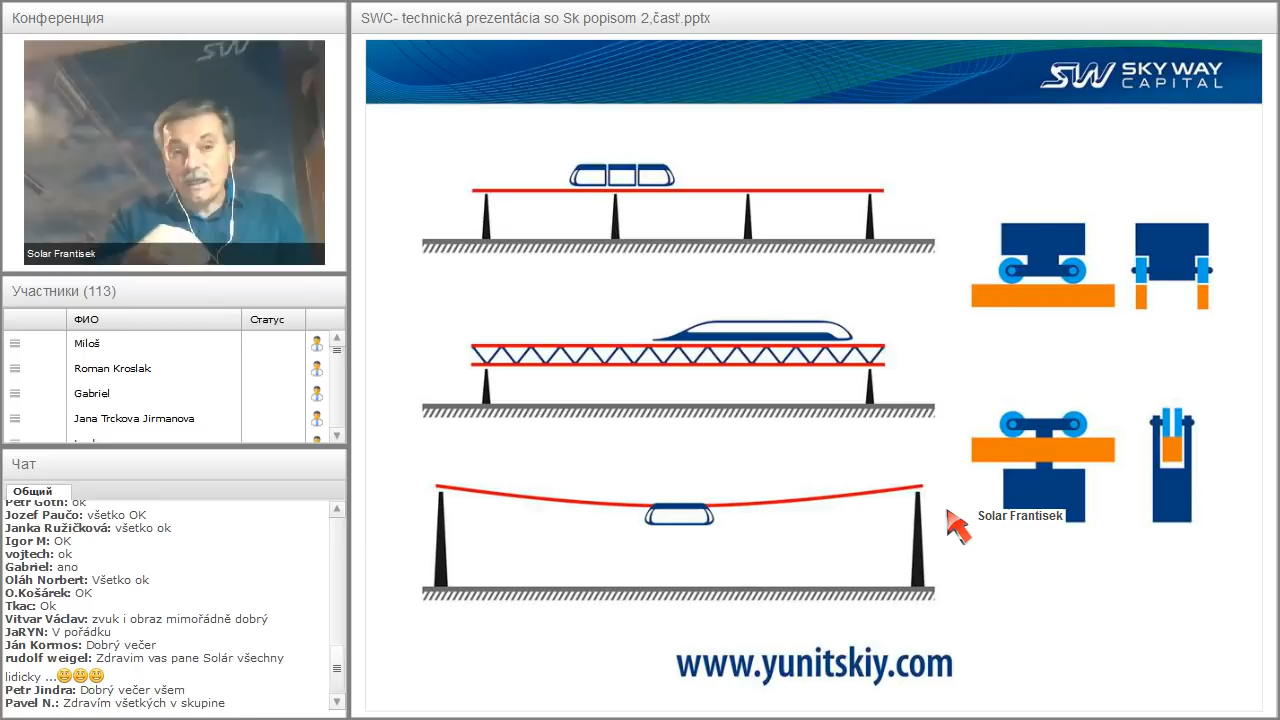 Конференция
SW
Solar Frantisek
Участники (113)
ФИО
Статус
Miloš
Roman Kroslak
Gabriel
Jana Trckova Jirmanova
Чат
Общий
Petr Goth: ok
Jozef Paučo: všetko OK
Janka Ružičková: všetko ok
Igor M: OK
vojtech: ok
Gabriel: ano
Oláh Norbert: Všetko ok
O.Košárek: OK
Tkac: Ok
Vitvar Václav: zvuk i obraz mimořádně dobrý
JaRYN: V pořádku
Ján Kormos: Dobrý večer
rudolf weigel: Zdravim vas pane Solár všechny
lidicky ...
Petr Jindra: Dobrý večer všem
Pavel N.: Zdravím všetkých v skupine
SWC- technická prezentácia so Sk popisom 2,časť.pptx
SW SKY WAY
CAPITAL
Solar Frantisek
www.yunitskiy.com